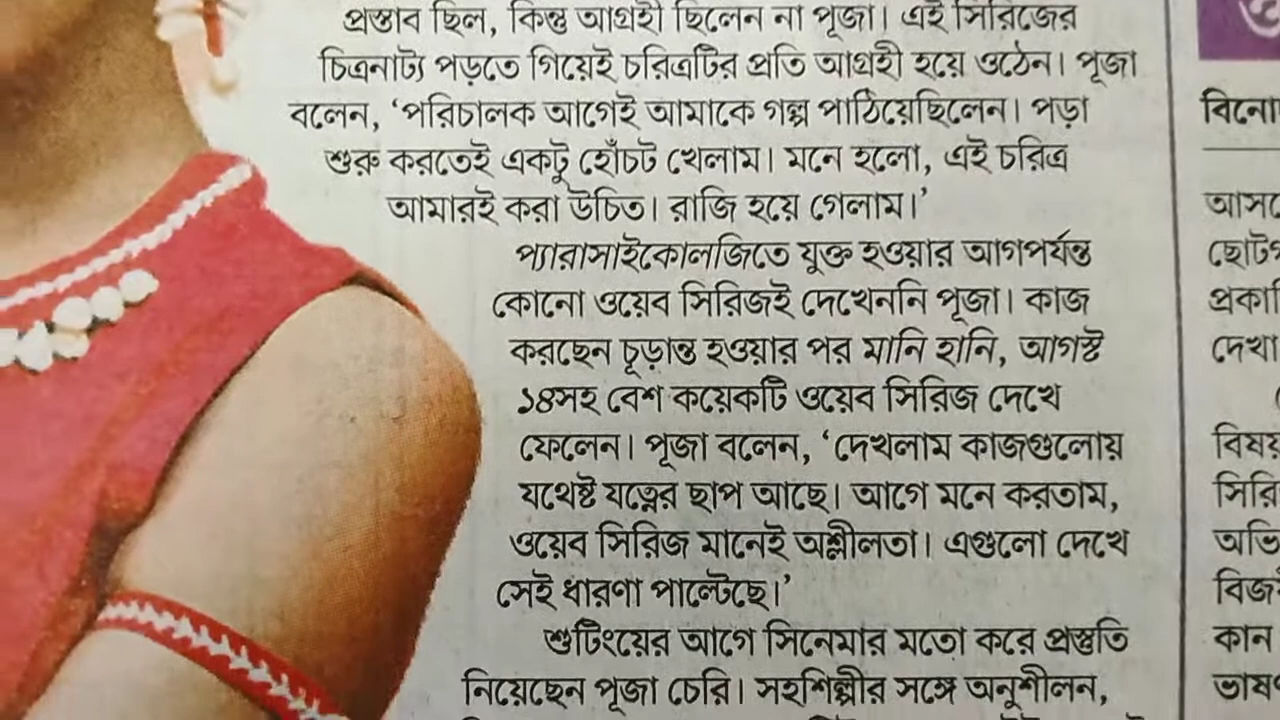 প্রস্তাব ছিল, কিন্তু আগ্রহী ছিলেন না পূজা। এই সিরিজের
চিত্রনাট্য পড়তে গিয়েই চরিত্রটির প্রতি আগ্রহী হয়ে ওঠেন। পূজা
বলেন, ‘পরিচালক আগেই আমাকে গল্প পাঠিয়েছিলেন। পড়া
শুরু করতেই একটু হোঁচট খেলাম। মনে হলো, এই চরিত্র
আমারই করা উচিত। রাজি হয়ে গেলাম।’
প্যারাসাইকোলজিতে যুক্ত হওয়ার আগপর্যন্ত
কোনো ওয়েব সিরিজই দেখেননি পূজা। কাজ
করছেন চূড়ান্ত হওয়ার পর মানি হানি, আগস্ট
১৪সহ বেশ কয়েকটি ওয়েব সিরিজ দেখে
ফেলেন। পূজা বলেন, ‘দেখলাম কাজগুলোয়
যথেষ্ট যত্নের ছাপ আছে। আগে মনে করতাম,
ওয়েব সিরিজ মানেই অশ্লীলতা। এগুলো দেখে
সেই ধারণা পাল্টেছে।’
শুটিংয়ের আগে সিনেমার মতো করে প্রস্তুতি
নিয়েছেন পূজা চেরি। সহশিল্পীর সঙ্গে অনুশীলন,
বিনো
আসে
ছোট
প্রকা
দেখা
বিষয়
সিরি
অভি
বিজ
কান
ভাষ